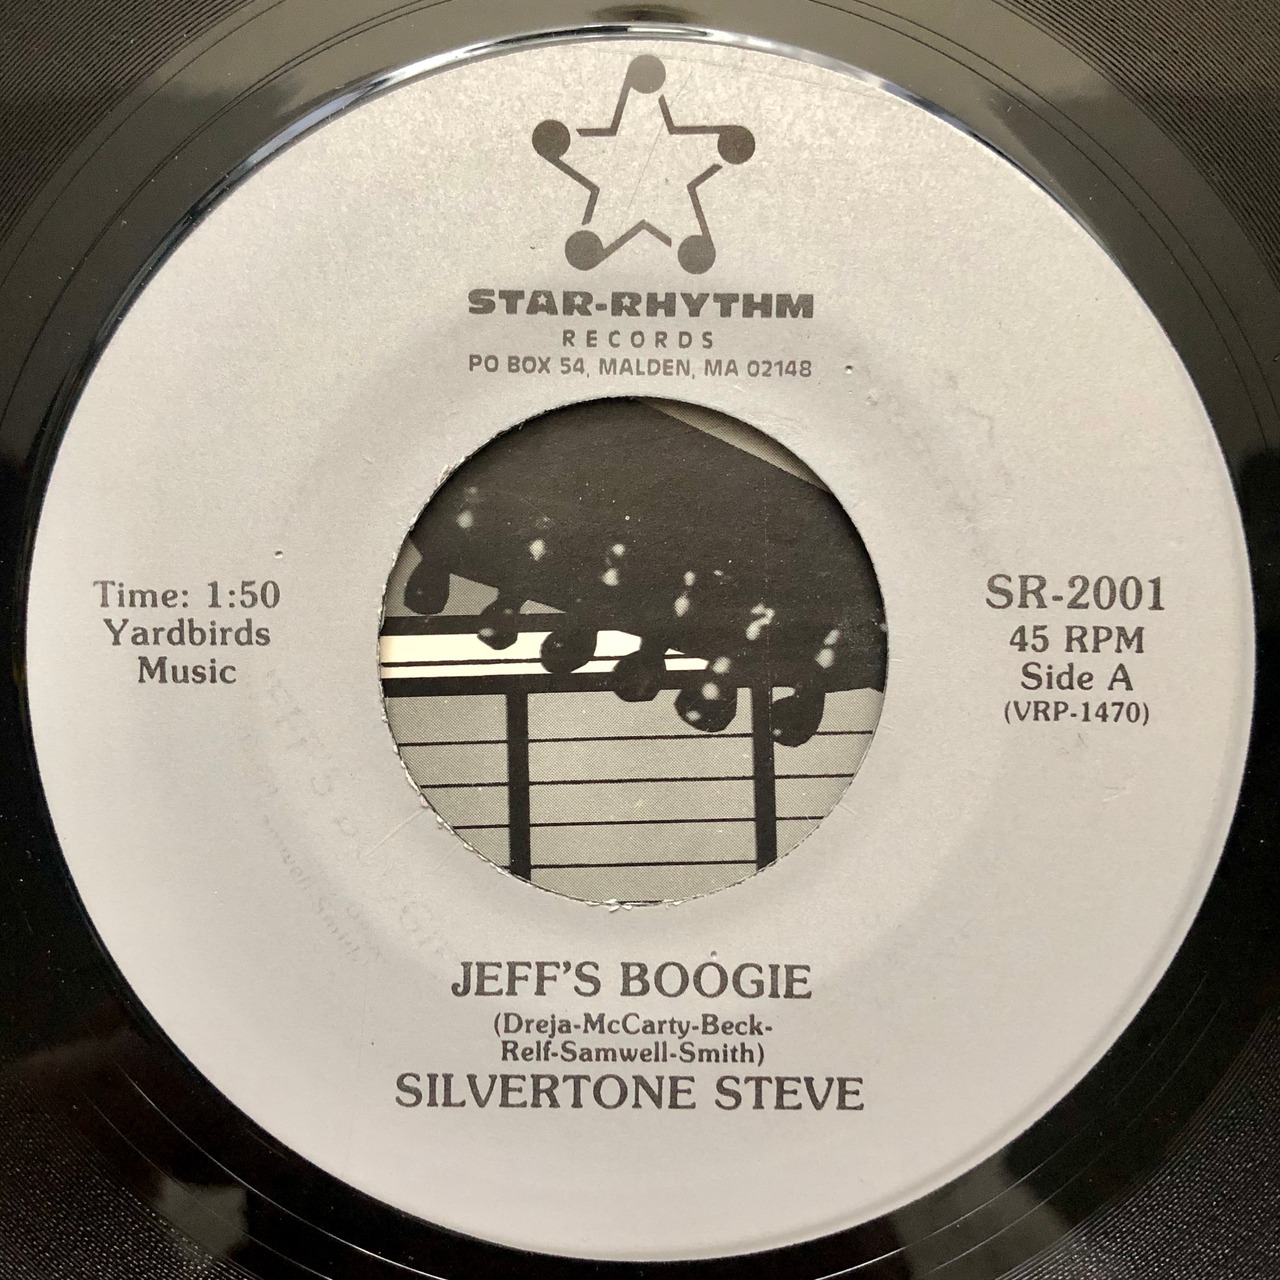 STAR-RHYTHM
RECORDS
PO BOX 54, MALDEN, MA 02148
Time: 1:50
Yardbirds
Music
SR-2001
45 RPM
Side A
(VRP-1470)
JEFF'S BOOGIE
(Dreja-McCarty-Beck-
Relf-Samwell-Smith)
SILVERTONE STEVE